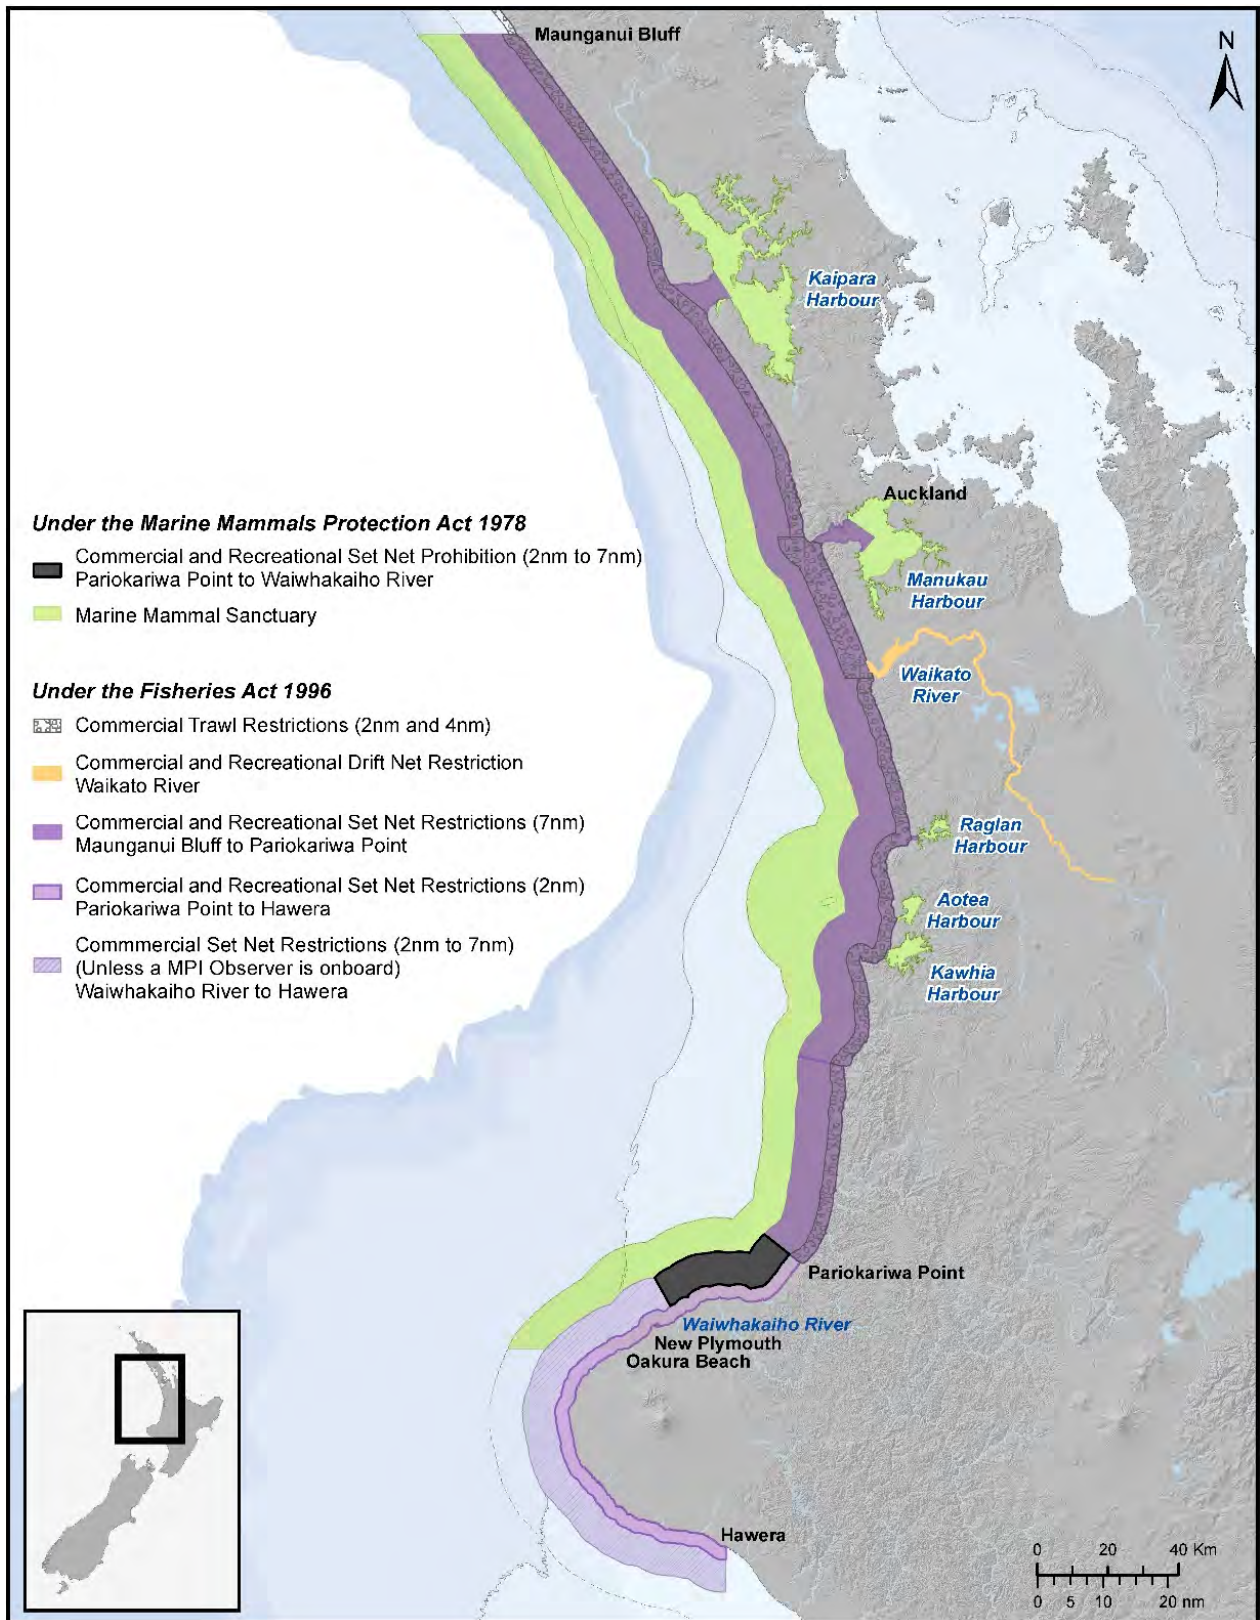 Maunganui Bluff
N
Kaipara
Harbour
Auckland
Under the Marine Mammals Protection Act 1978
Commercial and Recreational Set Net Prohibition (2nm to 7nm)
Pariokariwa Point to Waiwhakaiho River
Marine Mammal Sanctuary
Manukau
Harbour
Under the Fisheries Act 1996
Commercial Trawl Restrictions (2nm and 4nm)
Commercial and Recreational Drift Net Restriction
Waikato River
Commercial and Recreational Set Net Restrictions (7nm)
Maunganui Bluff to Pariokariwa Point
Commercial and Recreational Set Net Restrictions (2nm)
Pariokariwa Point to Hawera
Commmercial Set Net Restrictions (2nm to 7nm)
(Unless a MPI Observer is onboard)
Waiwhakaiho River to Hawera
Waikato
River
Raglan
Harbour
Aotea
Harbour
Kawhia
Harbour
Pariokariwa Point
Waiwhakaiho River
New Plymouth
Oakura Beach
Hawera
0 20 40 Km
0 5 10 20 nm